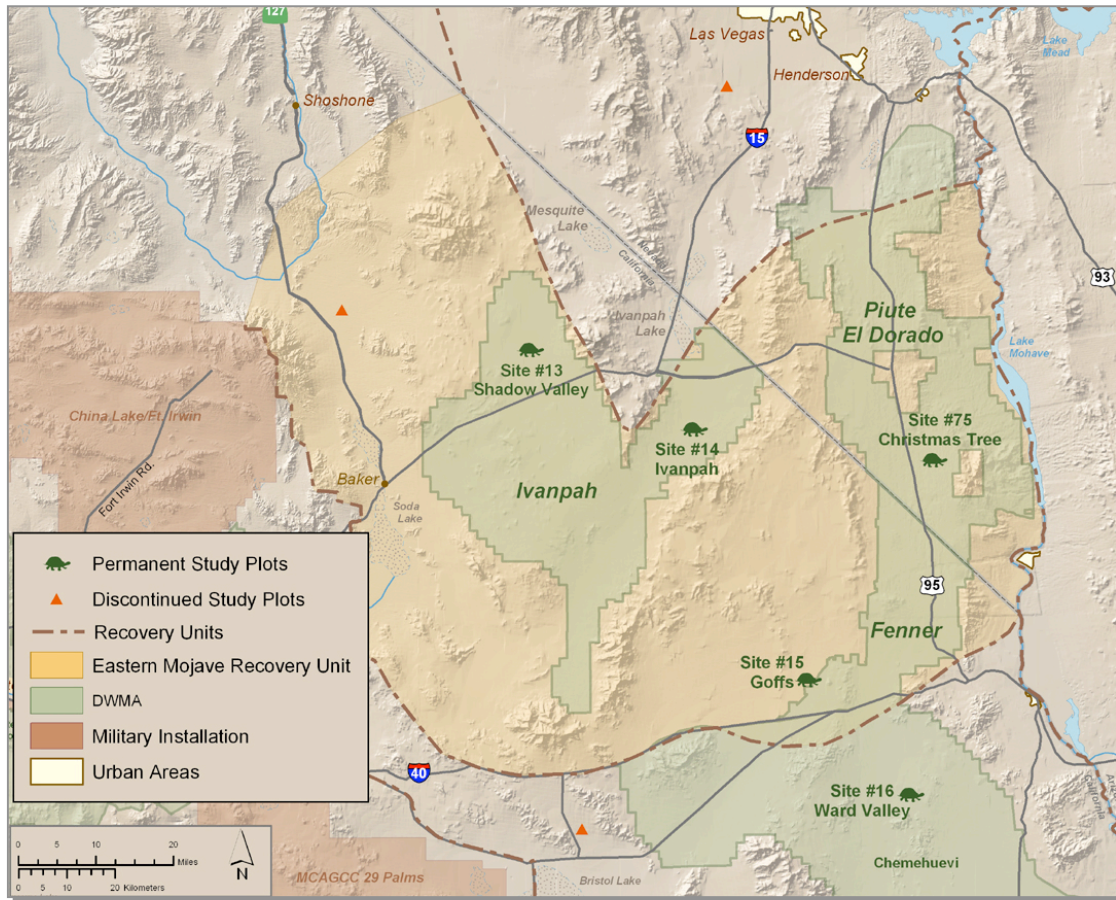 127
Las Vegas
Lake
Mead
Henderson
Shoshone
15
Mesquite
Lake
Nevada
California
93
Ivanpah
Lake
Piute
El Dorado
Lake
Mohave
Site #13
Shadow Valley
China Lake/Ft. Irwin
Fort Irwin Rd.
Site #14
Ivanpah
Site #75
Christmas Tree
Baker
Ivanpah
Soda
Lake
95
Fenner
Site #15
Goffs
Permanent Study Plots
Discontinued Study Plots
Recovery Units
Eastern Mojave Recovery Unit
DWMA
Military Installation
Urban Areas
40
Site #16
Ward Valley
California
Chemehuevi
MCAGCC 29 Palms
Bristol Lake
0 5 10 20
Miles
0 5 10 20
Kilometers
N